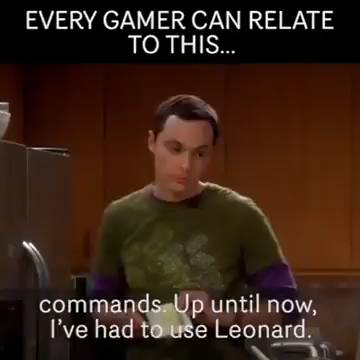 EVERY GAMER CAN RELATE
TO THIS...
commands. Up until now,
I've had to use Leonard.